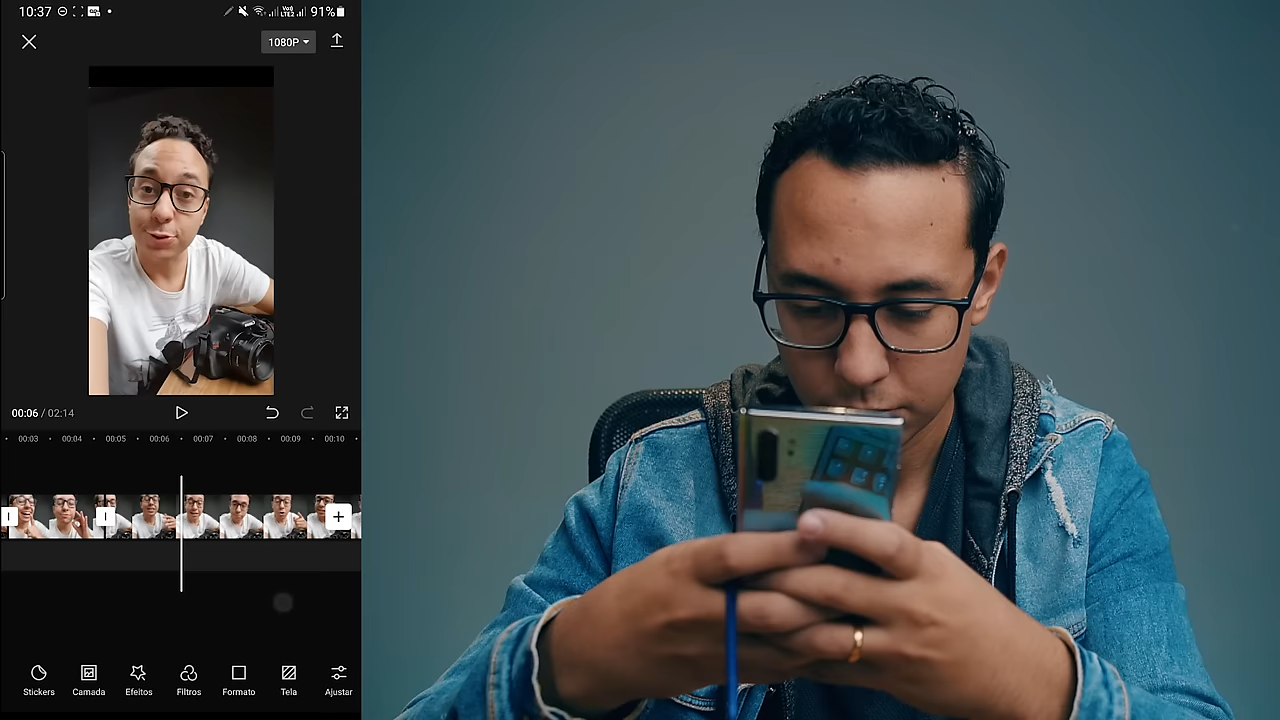 10:37
91%
1080P
00:06 / 02:14
00:03 00:04 00:05 00:06 00:07 00:08 00:09 00:10
Stickers Camada Efeitos Filtros Formato Tela Ajustar